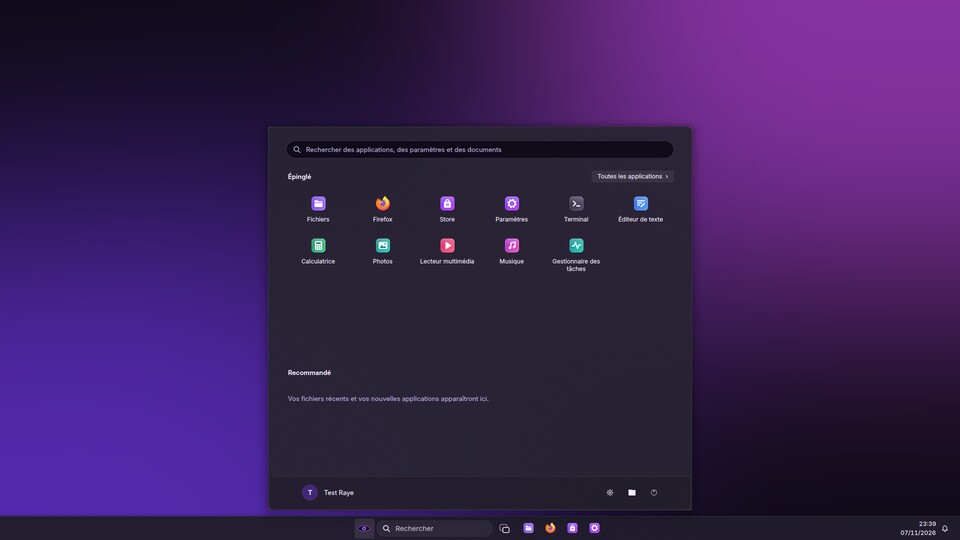 Rechercher des applications, des paramètres et des documents
Épinglé
Toutes les applications ›
Fichiers
Firefox
Store
Paramètres
Terminal
Éditeur de texte
Calculatrice
Photos
Lecteur multimédia
Musique
Gestionnaire des
tâches
Recommandé
Vos fichiers récents et vos nouvelles applications apparaîtront ici.
T
Test Raye
Rechercher
23:39
07/11/2026